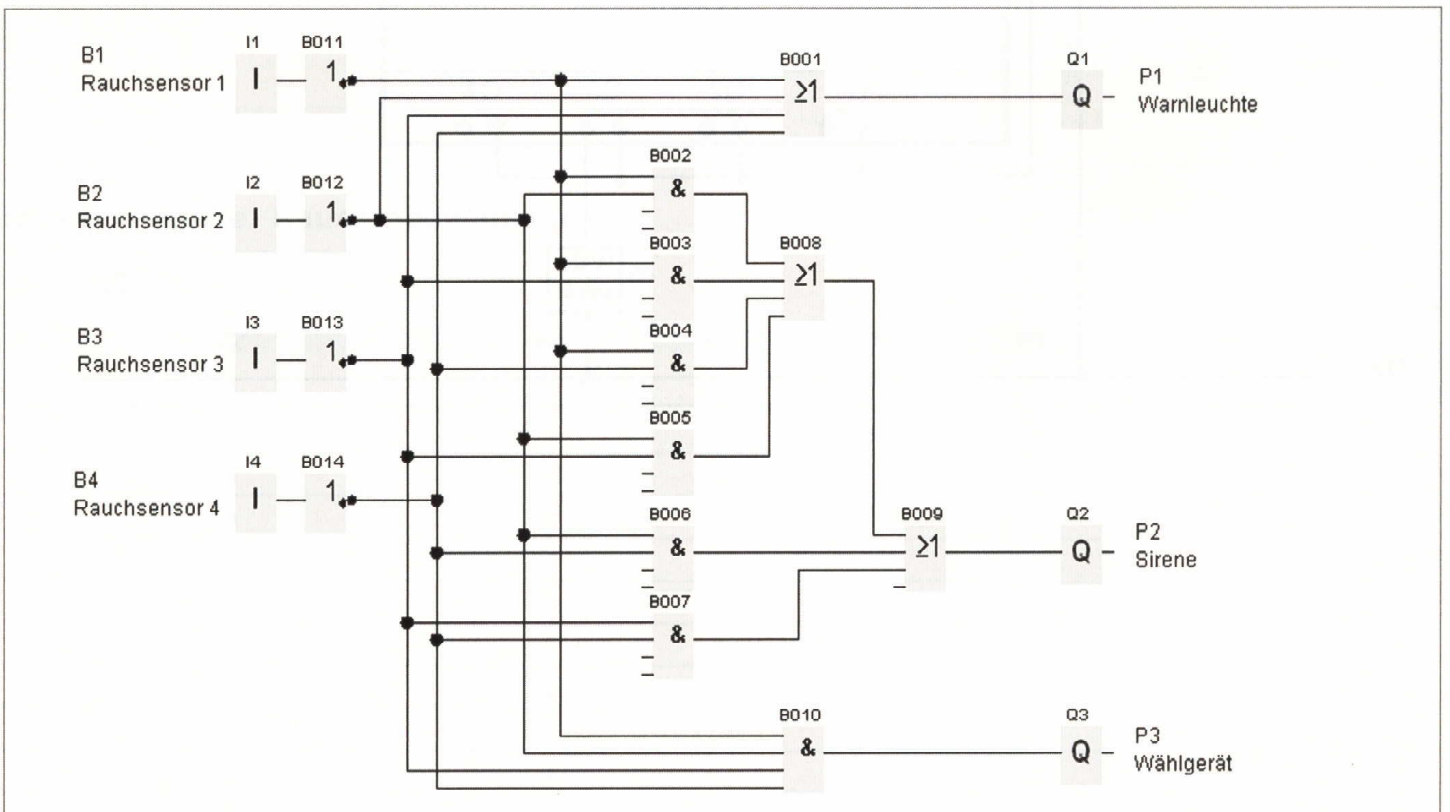 B1
Rauchsensor 1
I1
I
B011
1
B001
≥1
Q1
Q
P1
Warnleuchte
B2
Rauchsensor 2
I2
I
B012
1
B002
&
B003
&
B008
≥1
B3
Rauchsensor 3
I3
I
B013
1
B004
&
B005
&
B4
Rauchsensor 4
I4
I
B014
1
B006
&
B009
≥1
Q2
Q
P2
Sirene
B007
&
B010
&
Q3
Q
P3
Wählgerät